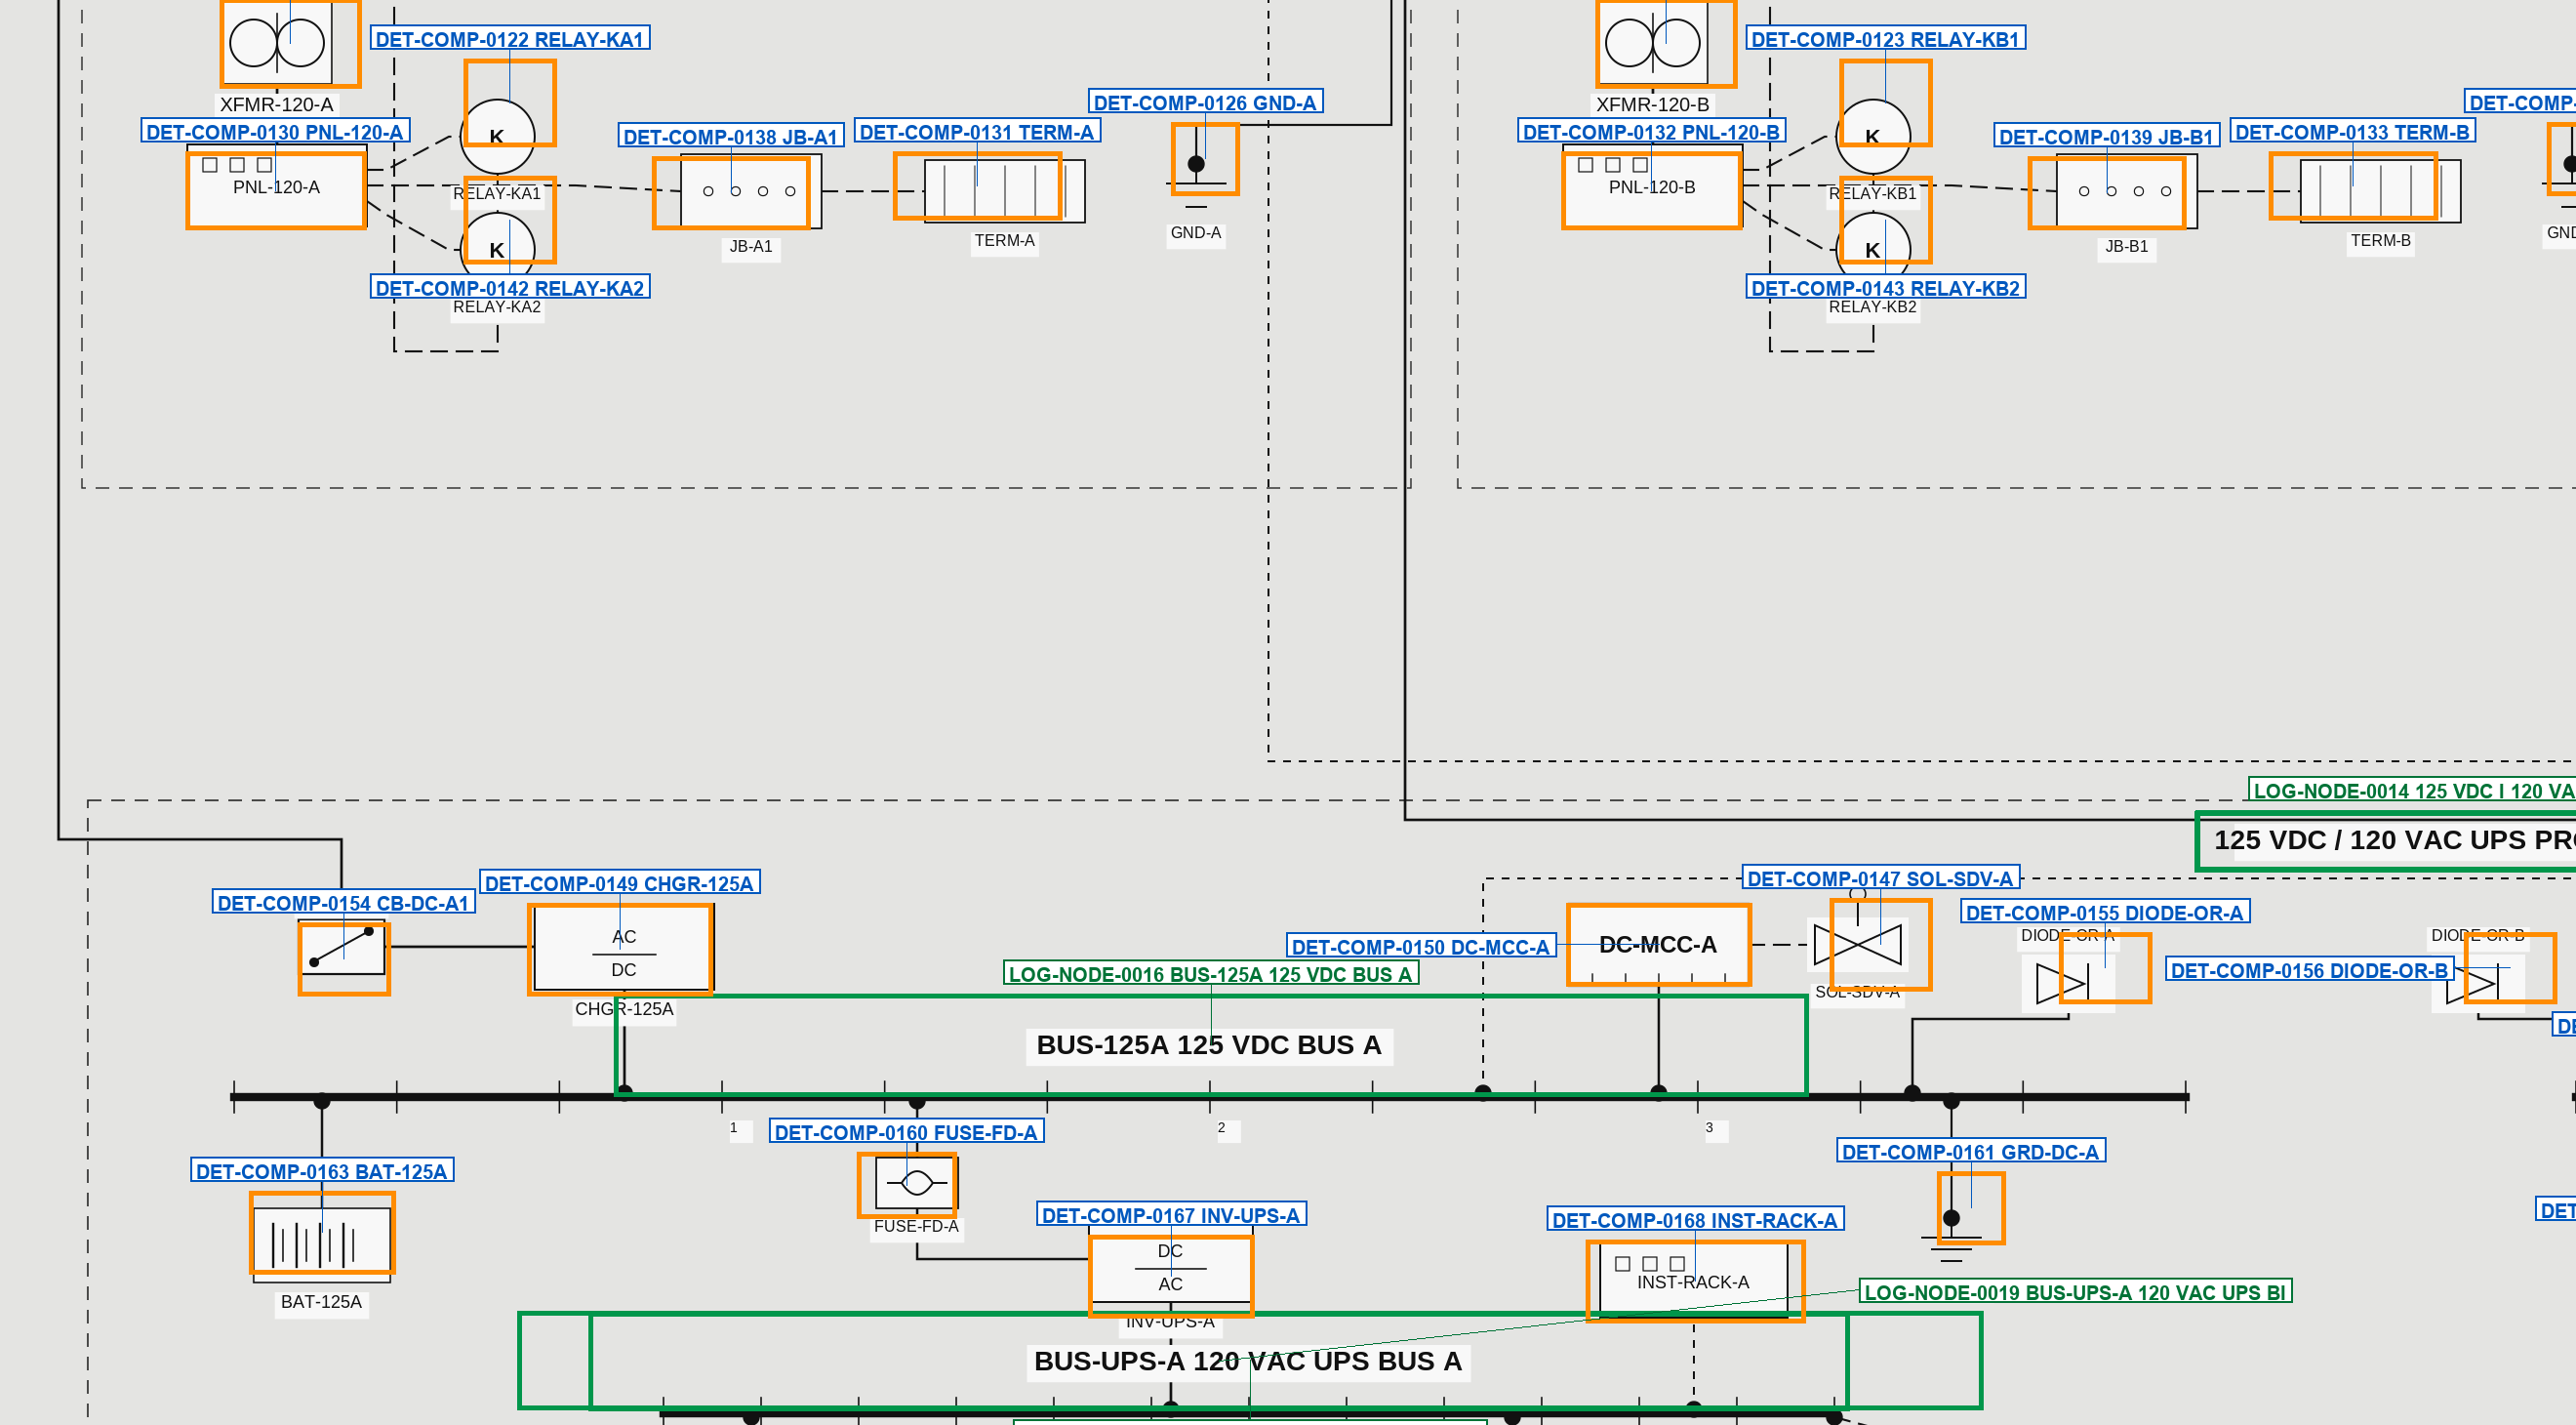 DET-COMP-0122 RELAY-KA1
DET-COMP-0123 RELAY-KB1
XFMR-120-A
DET-COMP-0126 GND-A
XFMR-120-B
DET-COMP-
DET-COMP-0130 PNL-120-A
K
DET-COMP-0138 JB-A1
DET-COMP-0131 TERM-A
DET-COMP-0132 PNL-120-B
K
DET-COMP-0139 JB-B1
DET-COMP-0133 TERM-B
PNL-120-A
RELAY-KA1
PNL-120-B
RELAY-KB1
K
JB-A1
TERM-A
GND-A
K
JB-B1
TERM-B
GND
DET-COMP-0142 RELAY-KA2
RELAY-KA2
DET-COMP-0143 RELAY-KB2
RELAY-KB2
LOG-NODE-0014 125 VDC I 120 VA
125 VDC / 120 VAC UPS PRO
DET-COMP-0154 CB-DC-A1
DET-COMP-0149 CHGR-125A
DET-COMP-0147 SOL-SDV-A
DET-COMP-0155 DIODE-OR-A
AC
DC
DET-COMP-0150 DC-MCC-A
DC-MCC-A
DIODE-OR-A
DIODE-OR-B
DET-COMP-0156 DIODE-OR-B
LOG-NODE-0016 BUS-125A 125 VDC BUS A
SOL-SDV-A
CHGR-125A
DE
BUS-125A 125 VDC BUS A
1
2
3
DET-COMP-0160 FUSE-FD-A
DET-COMP-0161 GRD-DC-A
DET-COMP-0163 BAT-125A
FUSE-FD-A
DET-COMP-0167 INV-UPS-A
DET-COMP-0168 INST-RACK-A
DET
DC
AC
INST-RACK-A
BAT-125A
LOG-NODE-0019 BUS-UPS-A 120 VAC UPS BI
INV-UPS-A
BUS-UPS-A 120 VAC UPS BUS A